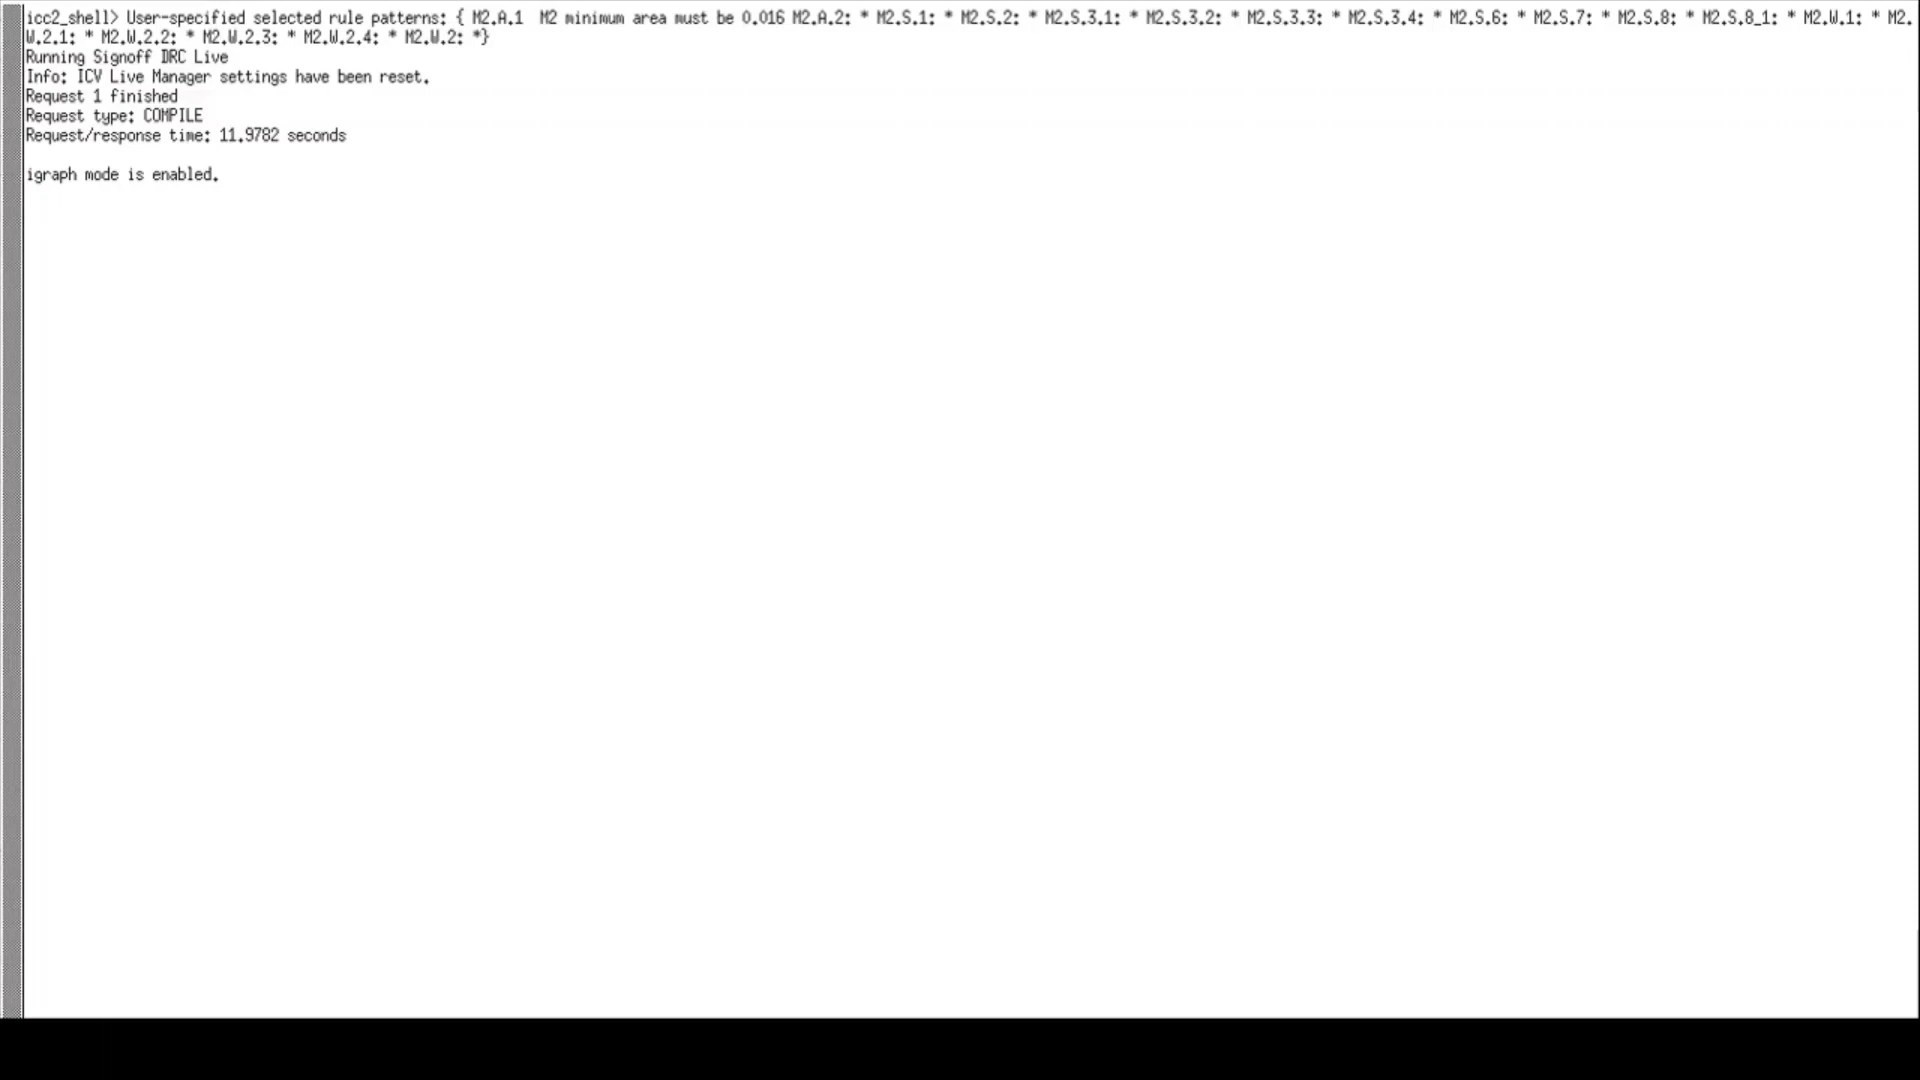 icc2_shell> User-specified selected rule patterns: { M2.A.1  M2 minimum area must be 0.016 M2.A.2: * M2.S.1: * M2.S.2: * M2.S.3.1: * M2.S.3.2: * M2.S.3.3: * M2.S.3.4: * M2.S.6: * M2.S.7: * M2.S.8: * M2.S.8_1: * M2.W.1: * M2.
W.2.1: * M2.W.2.2: * M2.W.2.3: * M2.W.2.4: * M2.W.2: *}
Running Signoff DRC Live
Info: ICV Live Manager settings have been reset.
Request 1 finished
Request type: COMPILE
Request/response time: 11.9782 seconds
igraph mode is enabled.